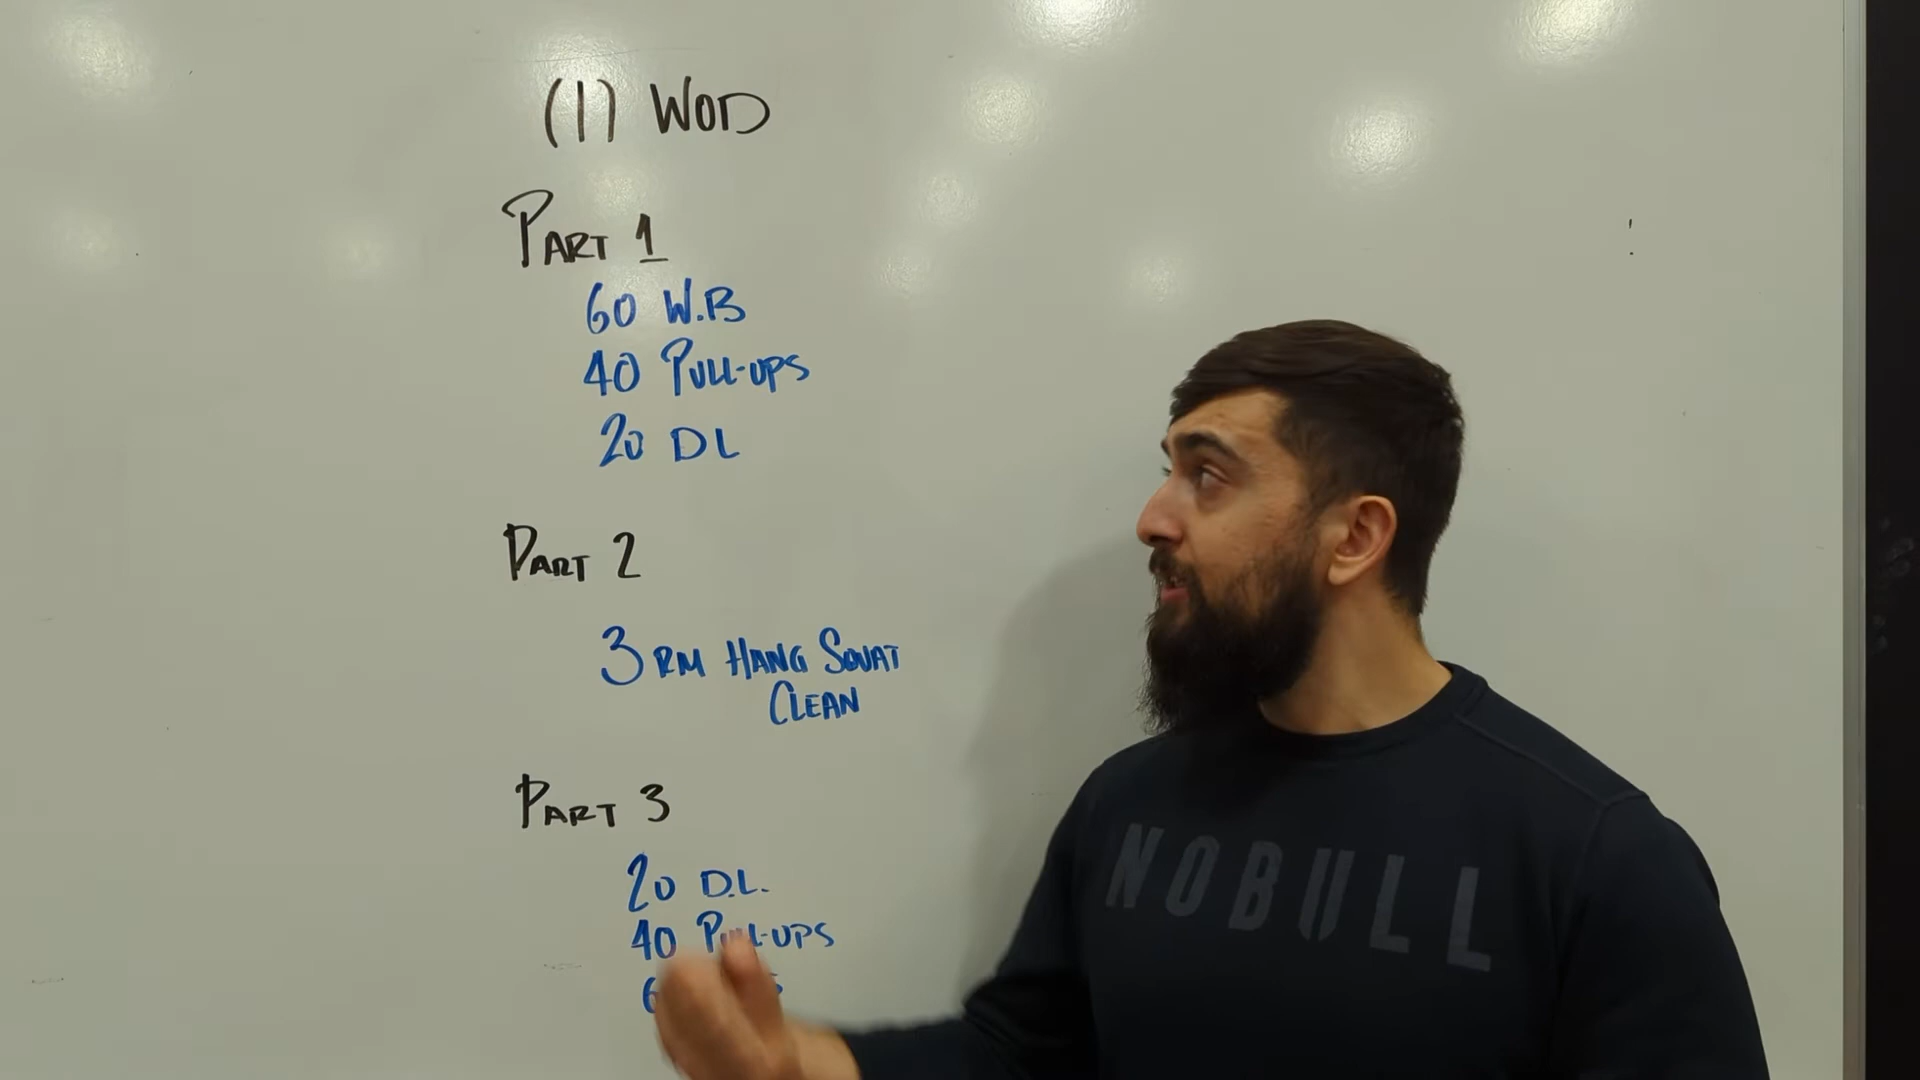 (1) WOD
PART 1
60 W.B
40 PULL-UPS
20 DL
PART 2
3 RM HANG SQUAT
CLEAN
PART 3
20 D.L.
40 PULL-UPS
NOBULL